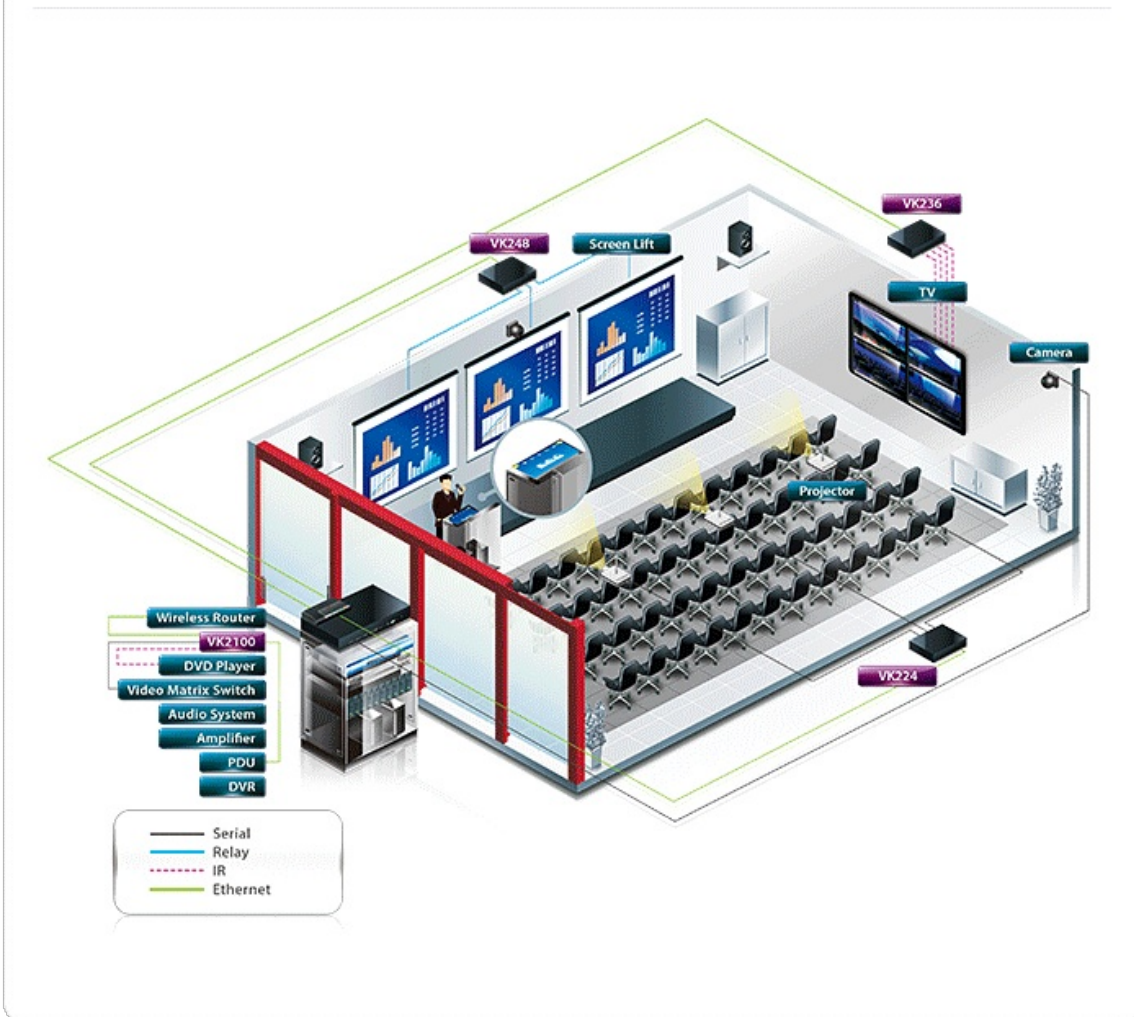 VK236
VK248
Screen Lift
TV
Camera
Projector
Wireless Router
VK2100
DVD Player
Video Matrix Switch
Audio System
Amplifier
PDU
DVR
VK224
Serial
Relay
IR
Ethernet